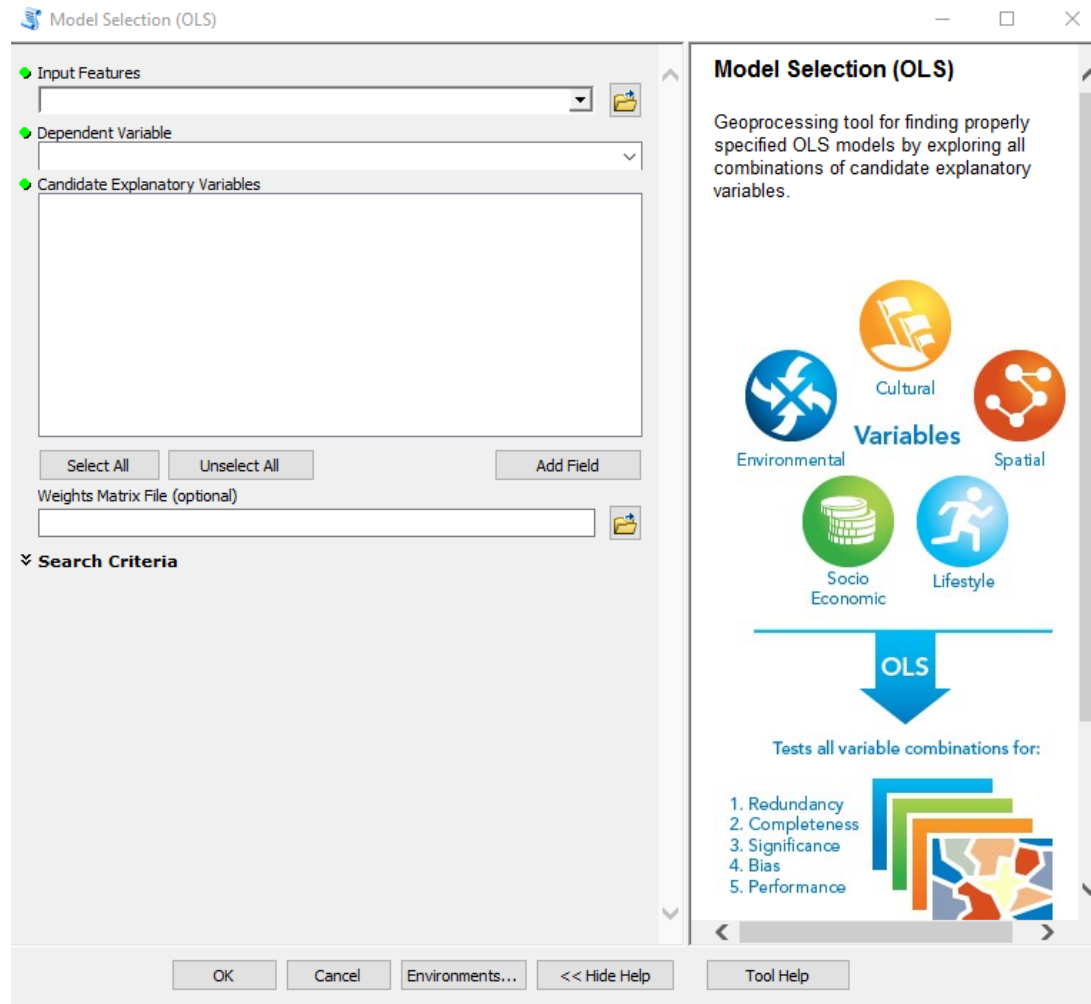 Model Selection (OLS)
Input Features
Dependent Variable
Candidate Explanatory Variables
Select All
Unselect All
Add Field
Weights Matrix File (optional)
Search Criteria
Model Selection (OLS)
Geoprocessing tool for finding properly
specified OLS models by exploring all
combinations of candidate explanatory
variables.
Cultural
Variables
Environmental
Spatial
Socio
Economic
Lifestyle
OLS
Tests all variable combinations for:
1. Redundancy
2. Completeness
3. Significance
4. Bias
5. Performance
OK
Cancel
Environments...
<< Hide Help
Tool Help